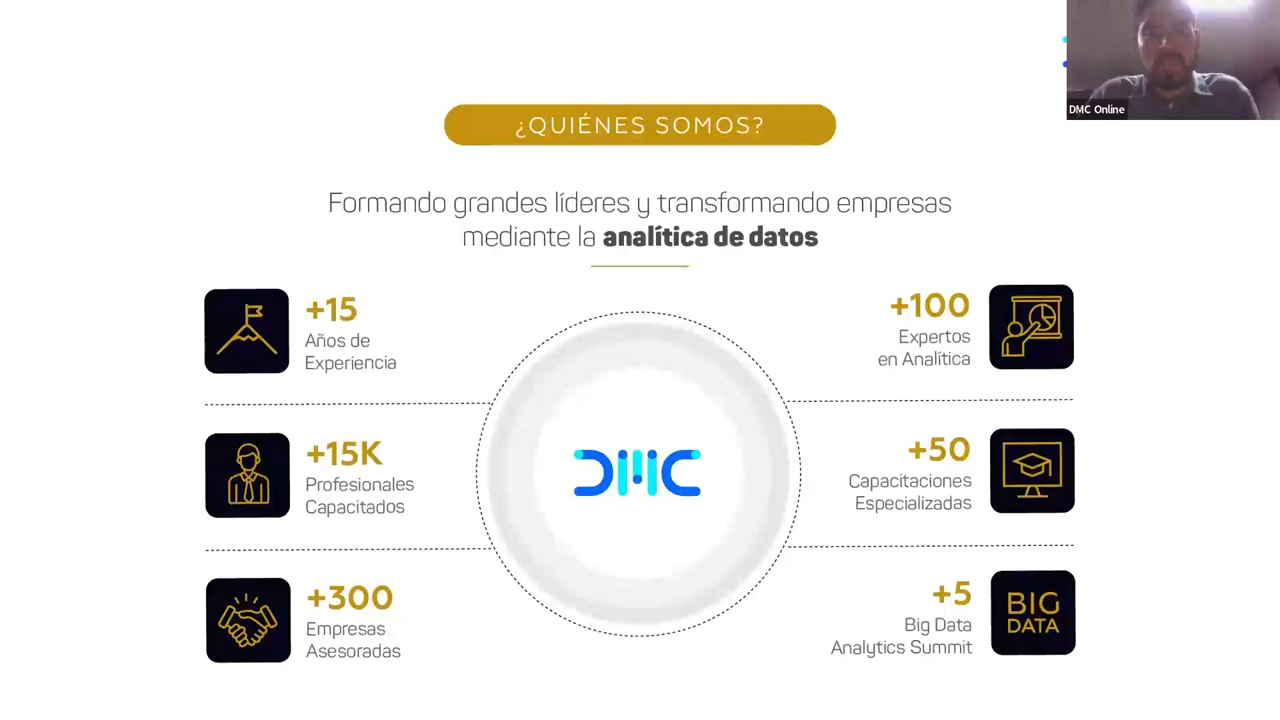 DMC Online
¿QUIÉNES SOMOS?
Formando grandes líderes y transformando empresas
mediante la analítica de datos
+15
Años de
Experiencia
+15K
Profesionales
Capacitados
+300
Empresas
Asesoradas
DMC
+100
Expertos
en Analítica
+50
Capacitaciones
Especializadas
+5
Big Data
Analytics Summit
BIG
DATA